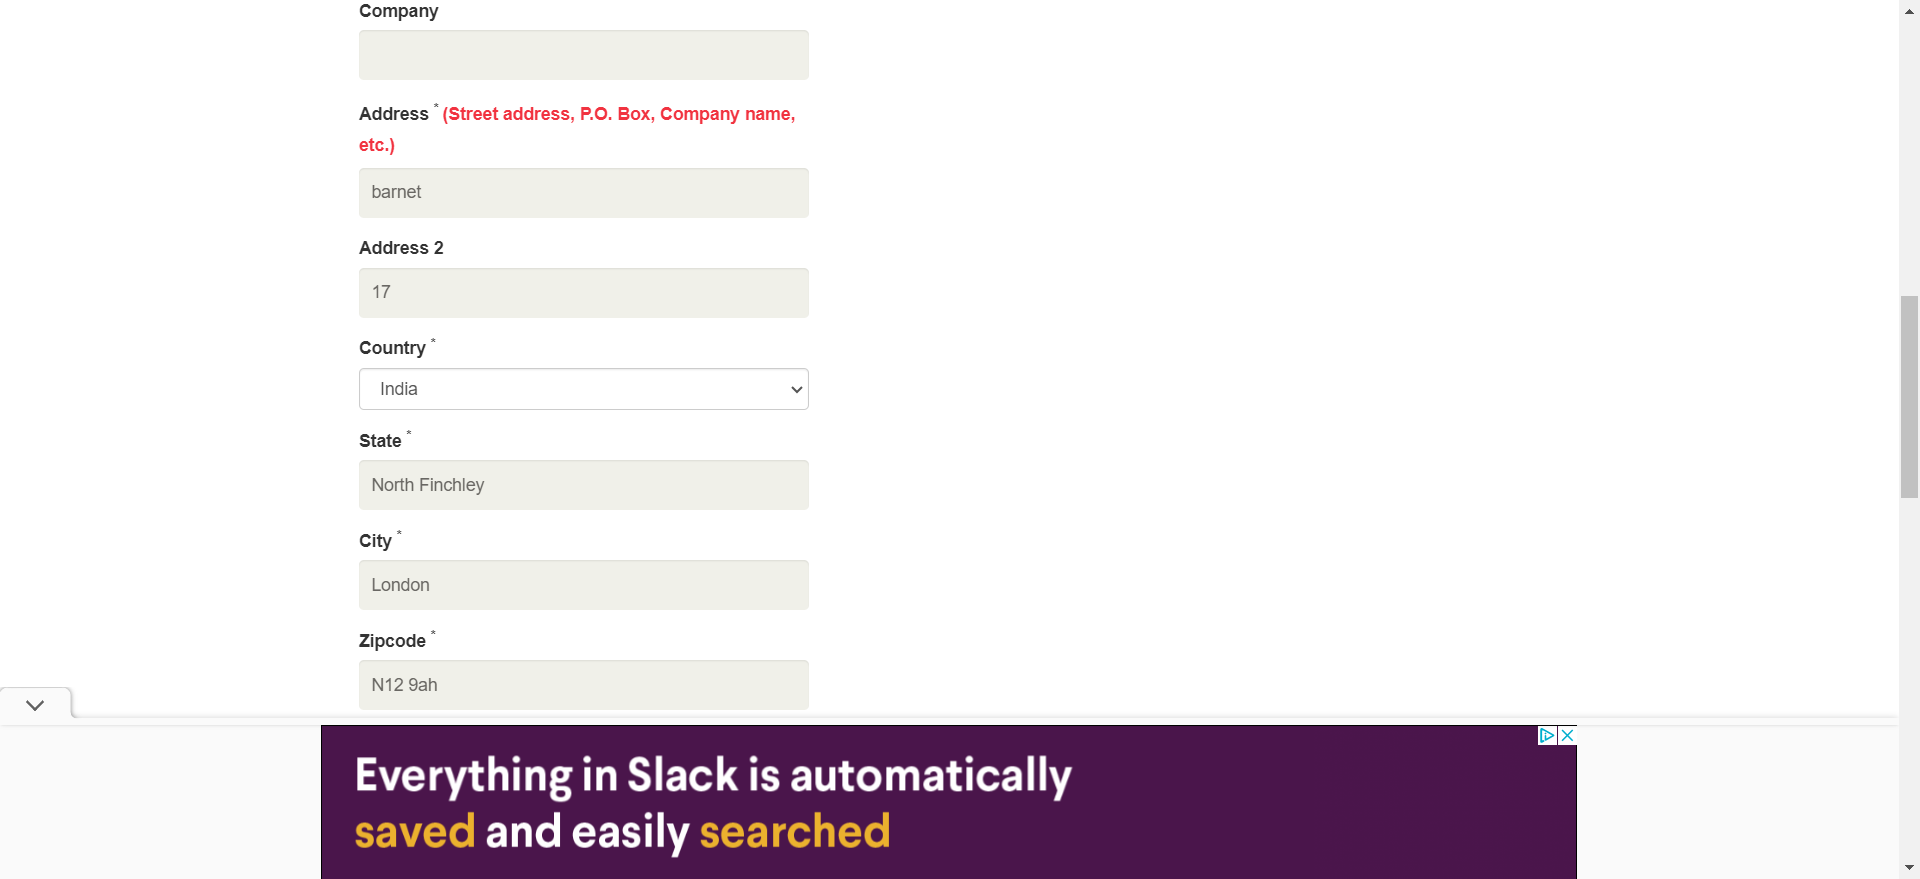 Company
Address * (Street address, P.O. Box, Company name,
etc.)
barnet
Address 2
17
Country *
India
State *
North Finchley
City *
London
Zipcode *
N12 9ah
Everything in Slack is automatically
saved and easily searched